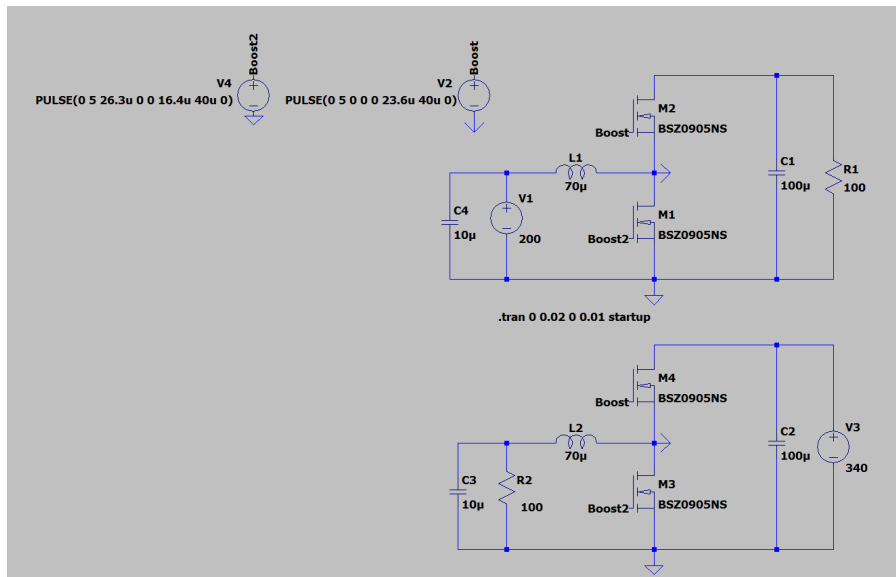 Boost2
V4
PULSE(0 5 26.3u 0 0 16.4u 40u 0)
Boost
V2
PULSE(0 5 0 0 0 23.6u 40u 0)
M2
Boost
BSZ0905NS
L1
70µ
C1
100µ
R1
100
V1
200
C4
10µ
M1
Boost2
BSZ0905NS
.tran 0 0.02 0 0.01 startup
M4
Boost
BSZ0905NS
L2
70µ
C2
100µ
V3
340
C3
10µ
R2
100
M3
Boost2
BSZ0905NS